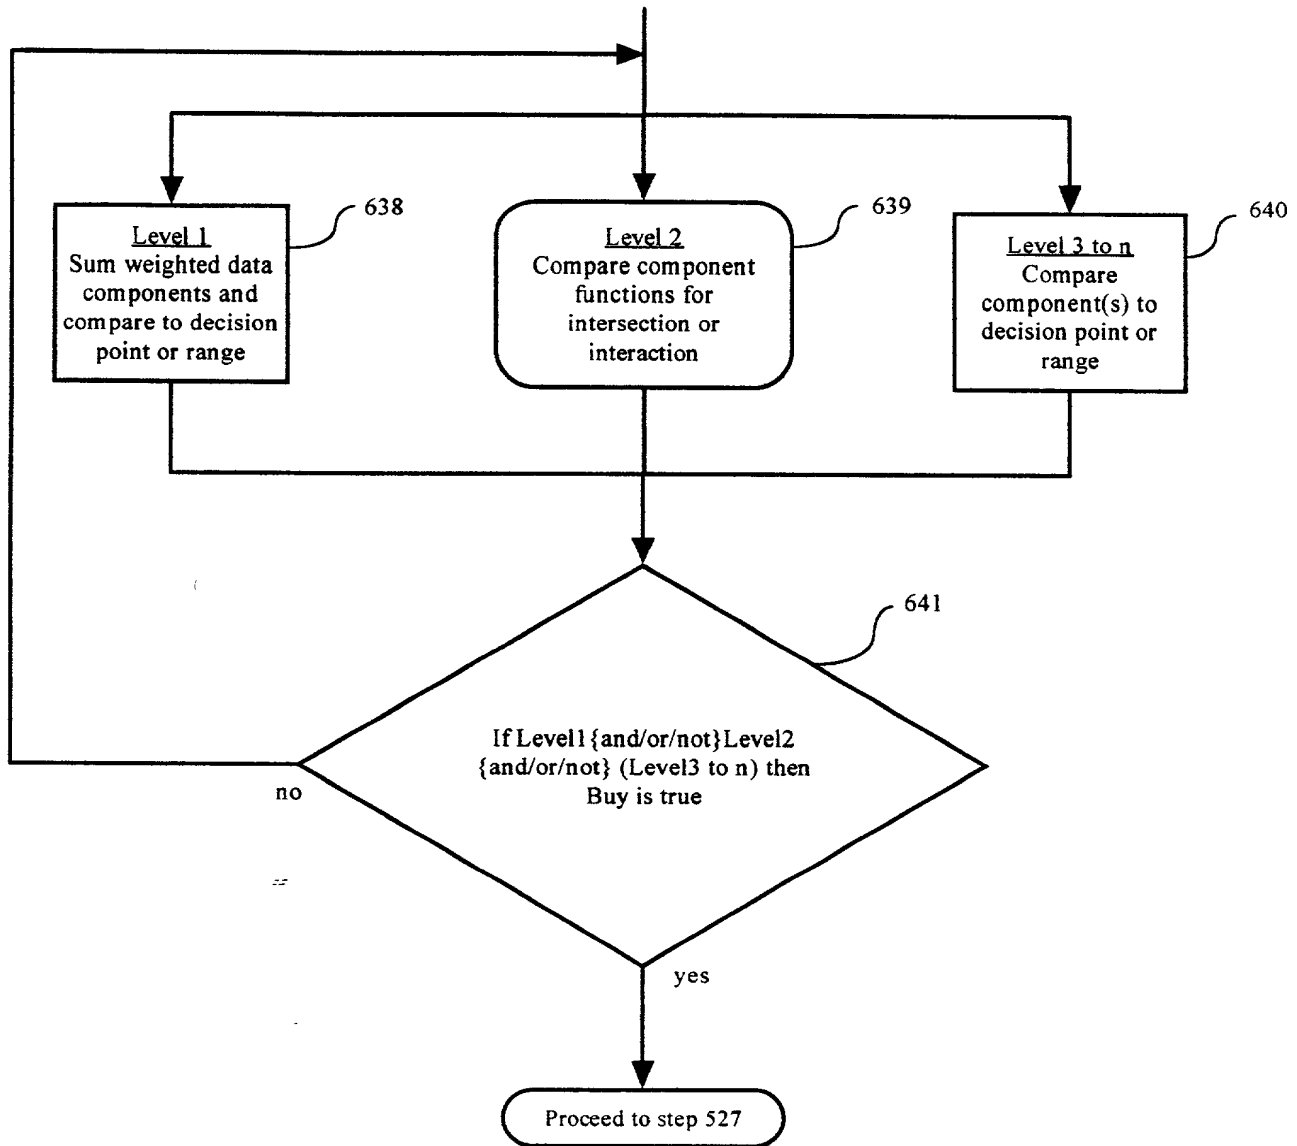 638
Level 1
Sum weighted data
components and
compare to decision
point or range
639
Level 2
Compare component
functions for
intersection or
interaction
640
Level 3 to n
Compare
component(s) to
decision point or
range
641
If Level1{and/or/not}Level2
{and/or/not} (Level3 to n) then
Buy is true
no
yes
Proceed to step 527